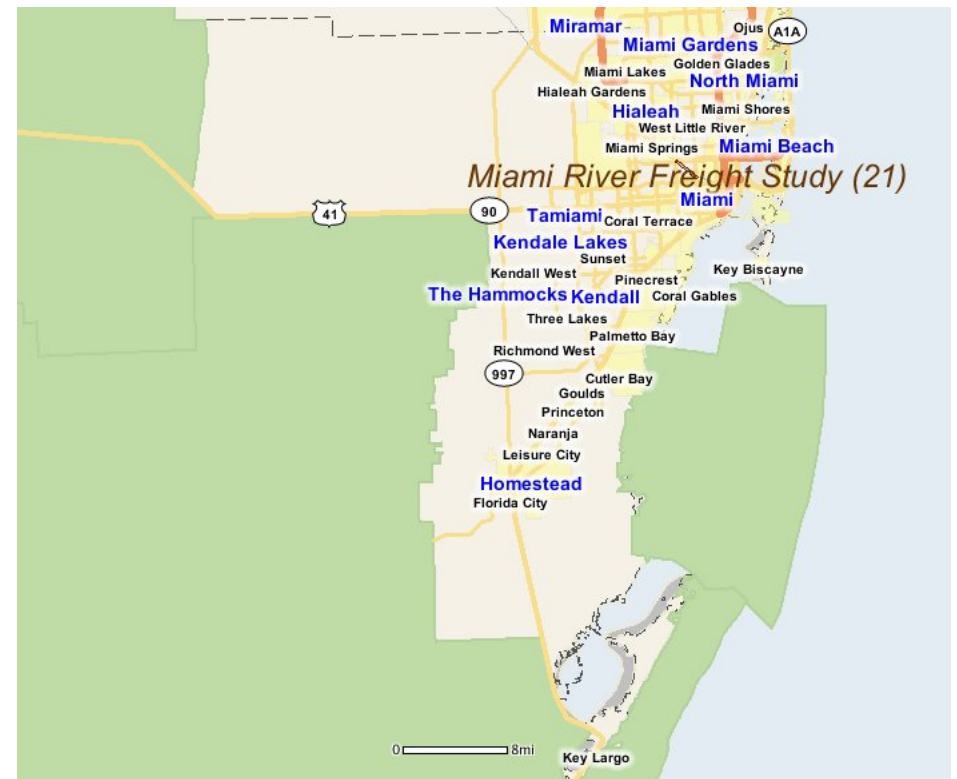 Miramar
Ojus
A1A
Miami Gardens
Golden Glades
Miami Lakes
North Miami
Hialeah Gardens
Hialeah
Miami Shores
West Little River
Miami Springs
Miami Beach
Miami River Freight Study (21)
Miami
41
90
Tamiami
Coral Terrace
Kendale Lakes
Sunset
Kendall West
Key Biscayne
Pinecrest
The Hammocks
Kendall
Coral Gables
Three Lakes
Palmetto Bay
Richmond West
997
Cutler Bay
Goulds
Princeton
Naranja
Leisure City
Homestead
Florida City
0
8mi
Key Largo